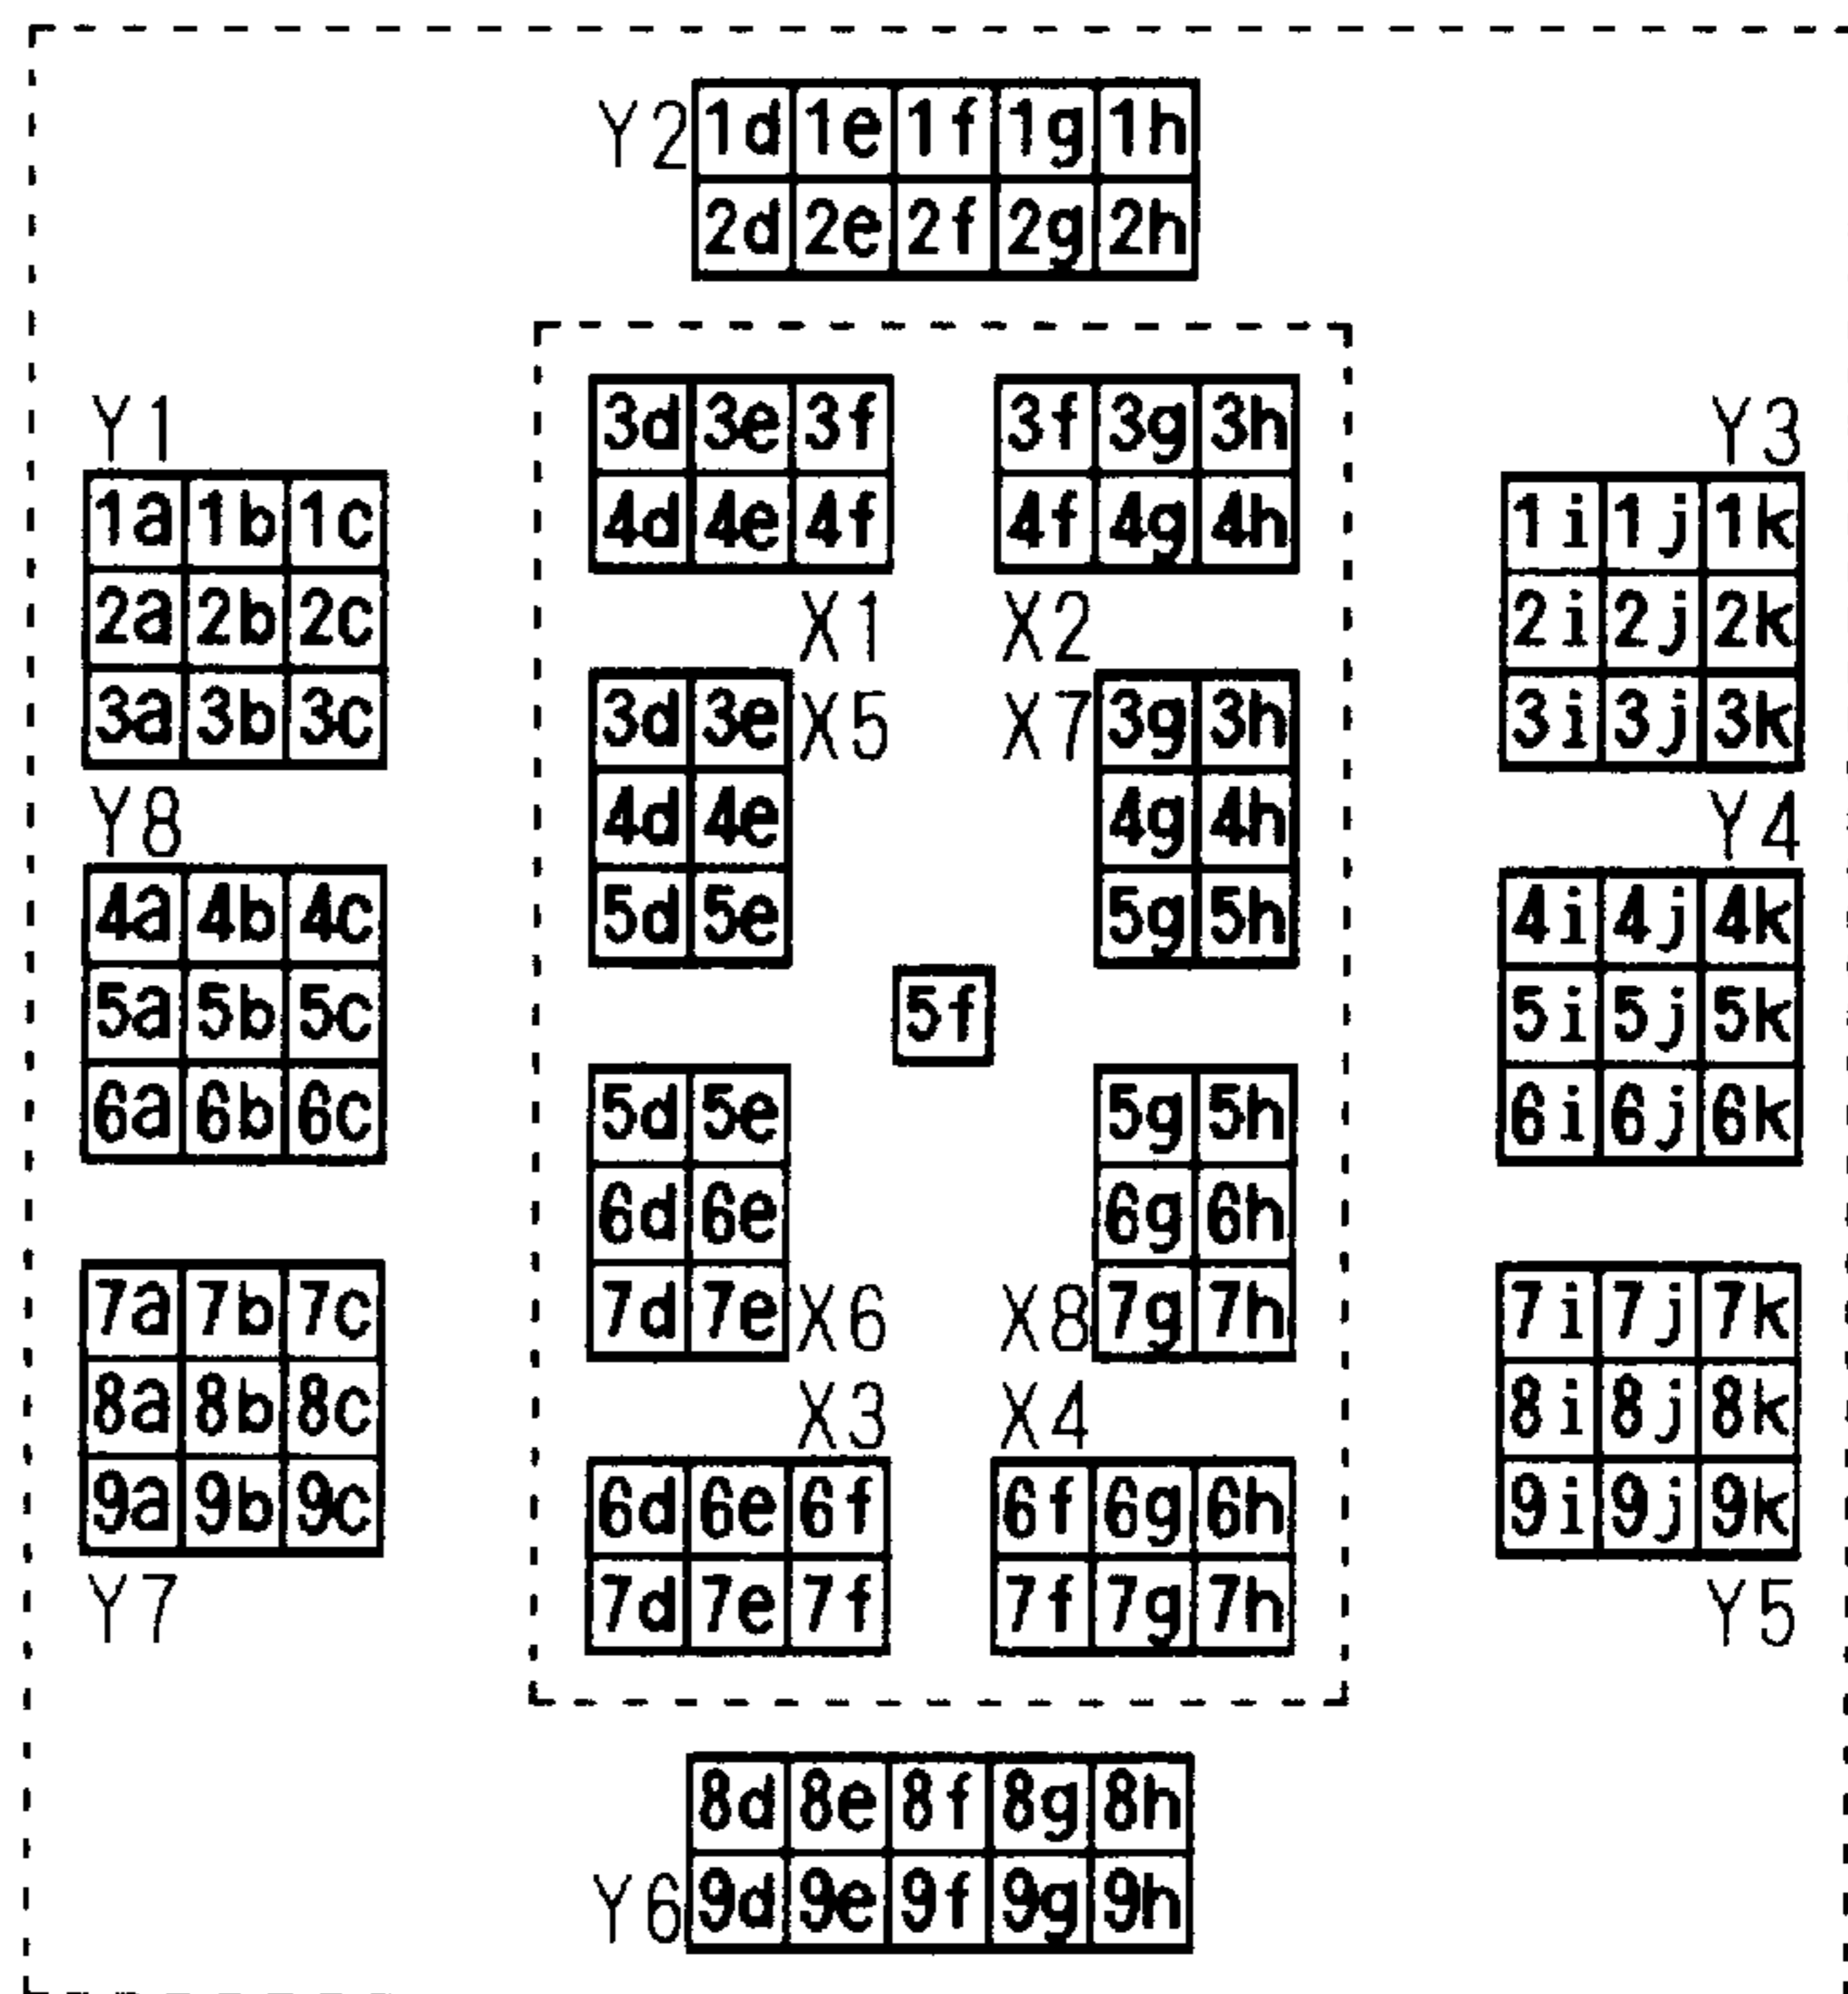 Y2 1d 1e 1f 1g 1h
2d 2e 2f 2g 2h
Y1
1a 1b 1c
2a 2b 2c
3a 3b 3c
Y8
4a 4b 4c
5a 5b 5c
6a 6b 6c
7a 7b 7c
8a 8b 8c
9a 9b 9c
Y7
3d 3e 3f
4d 4e 4f
X1
3f 3g 3h
4f 4g 4h
X2
3d 3e X5
4d 4e
5d 5e
X7 3g 3h
4g 4h
5g 5h
5f
5d 5e
6d 6e
7d 7e X6
5g 5h
6g 6h
X8 7g 7h
X3
6d 6e 6f
7d 7e 7f
X4
6f 6g 6h
7f 7g 7h
Y3
1i 1j 1k
2i 2j 2k
3i 3j 3k
Y4
4i 4j 4k
5i 5j 5k
6i 6j 6k
7i 7j 7k
8i 8j 8k
9i 9j 9k
Y5
8d 8e 8f 8g 8h
Y6 9d 9e 9f 9g 9h